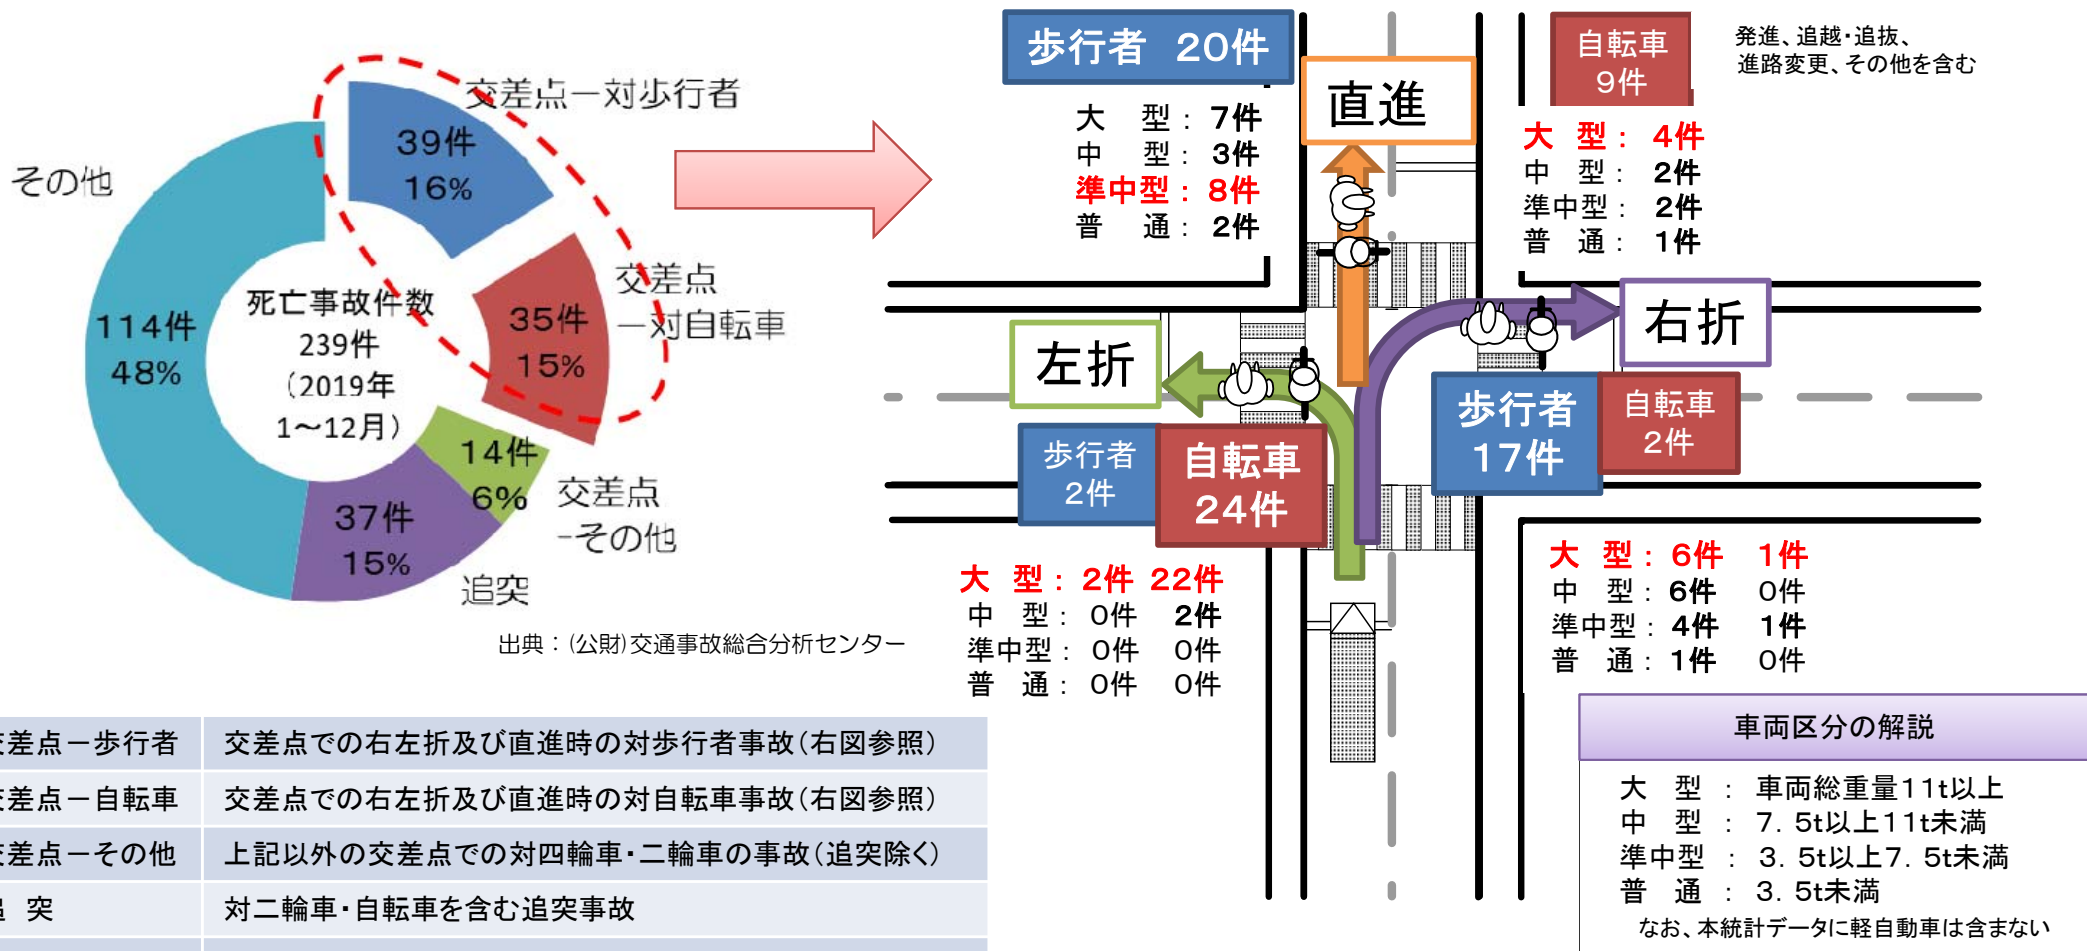 交差点－対歩行者
39件
16%
その他
交差点
－対自転車
35件
15%
114件
48%
死亡事故件数
239件
（2019年
1～12月）
14件
6%
交差点
-その他
37件
15%
追突
出典：(公財)交通事故総合分析センター
歩行者 20件
大 型：7件
中 型：3件
準中型：8件
普 通：2件
直進
自転車
9件
発進、追越・追抜、
進路変更、その他を含む
大 型：4件
中 型：2件
準中型：2件
普 通：1件
左折
右折
歩行者
2件
自転車
24件
歩行者
17件
自転車
2件
大 型：2件 22件
中 型：0件 2件
準中型：0件 0件
普 通：0件 0件
大 型：6件 1件
中 型：6件 0件
準中型：4件 1件
普 通：1件 0件
差点－歩行者 交差点での右左折及び直進時の対歩行者事故（右図参照）
差点－自転車 交差点での右左折及び直進時の対自転車事故（右図参照）
差点－その他 上記以外の交差点での対四輪車・二輪車の事故（追突除く）
突 対二輪車・自転車を含む追突事故
車両区分の解説
大 型 ： 車両総重量11t以上
中 型 ： 7．5t以上11t未満
準中型 ： 3．5t以上7．5t未満
普 通 ： 3．5t未満
なお、本統計データに軽自動車は含まない